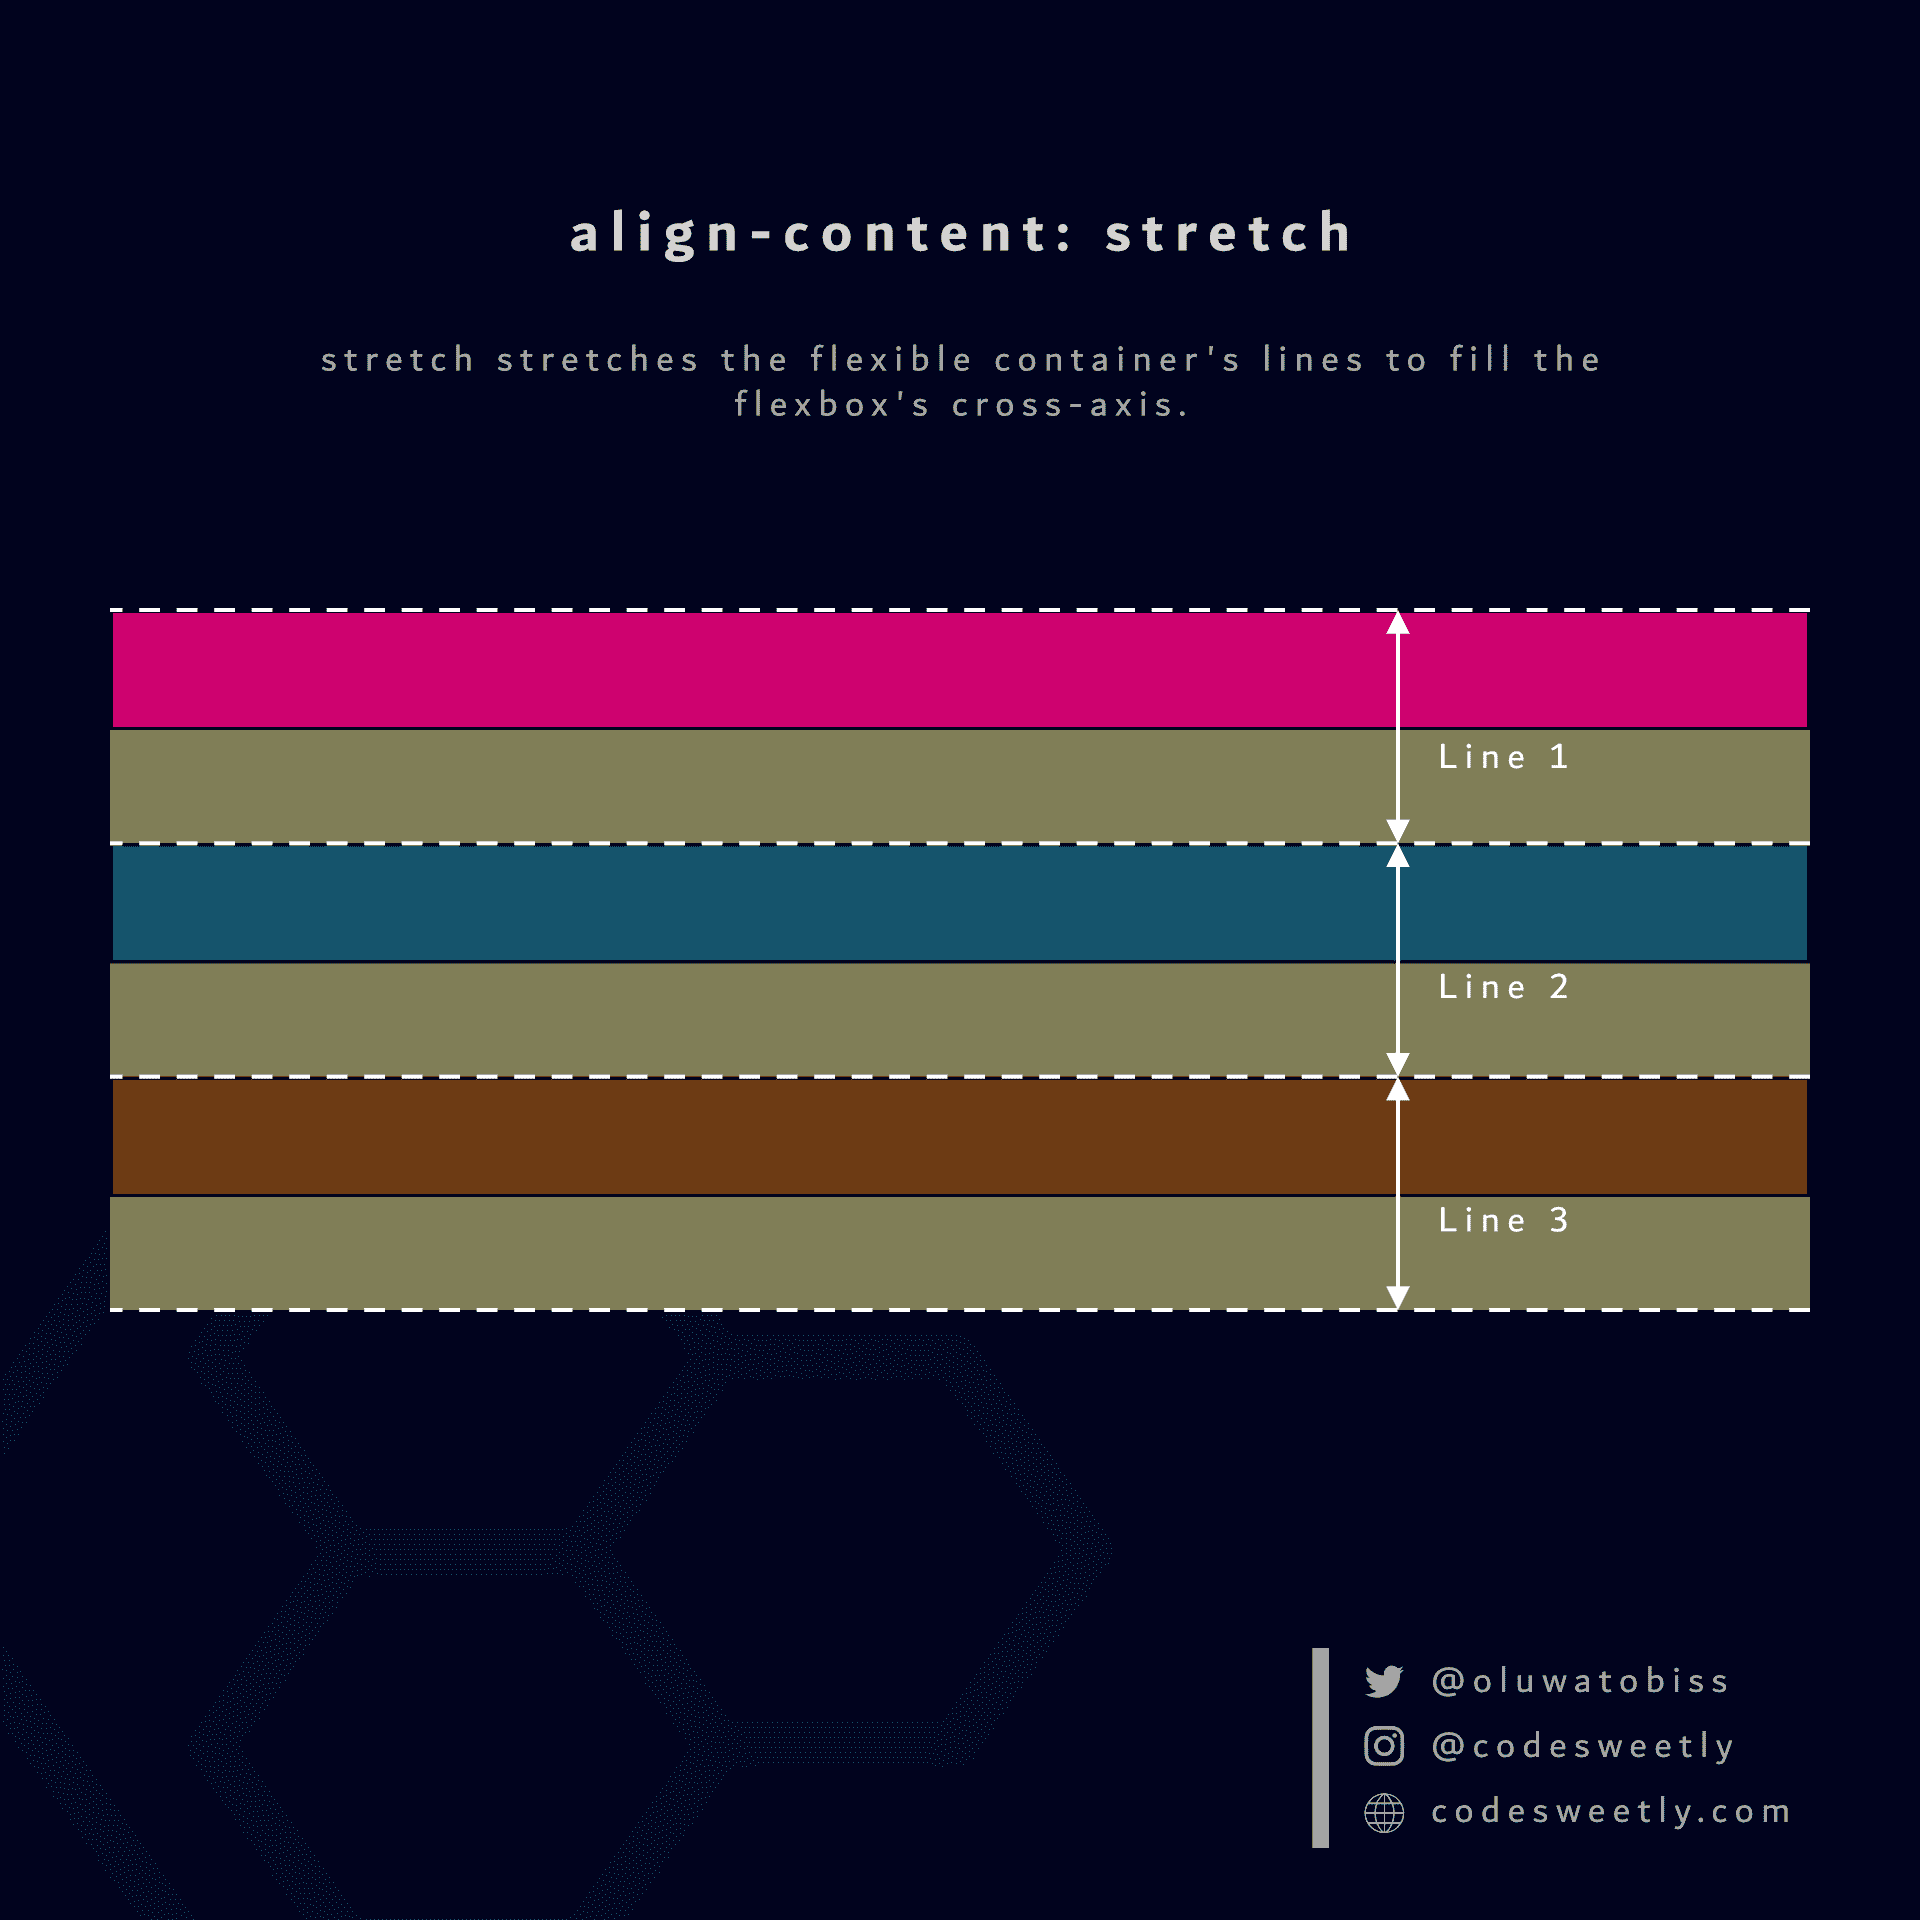 align-content: stretch
stretch stretches the flexible container's lines to fill the
flexbox's cross-axis.
Line 1
Line 2
Line 3
@oluwatobiss
@codesweetly
codesweetly.com